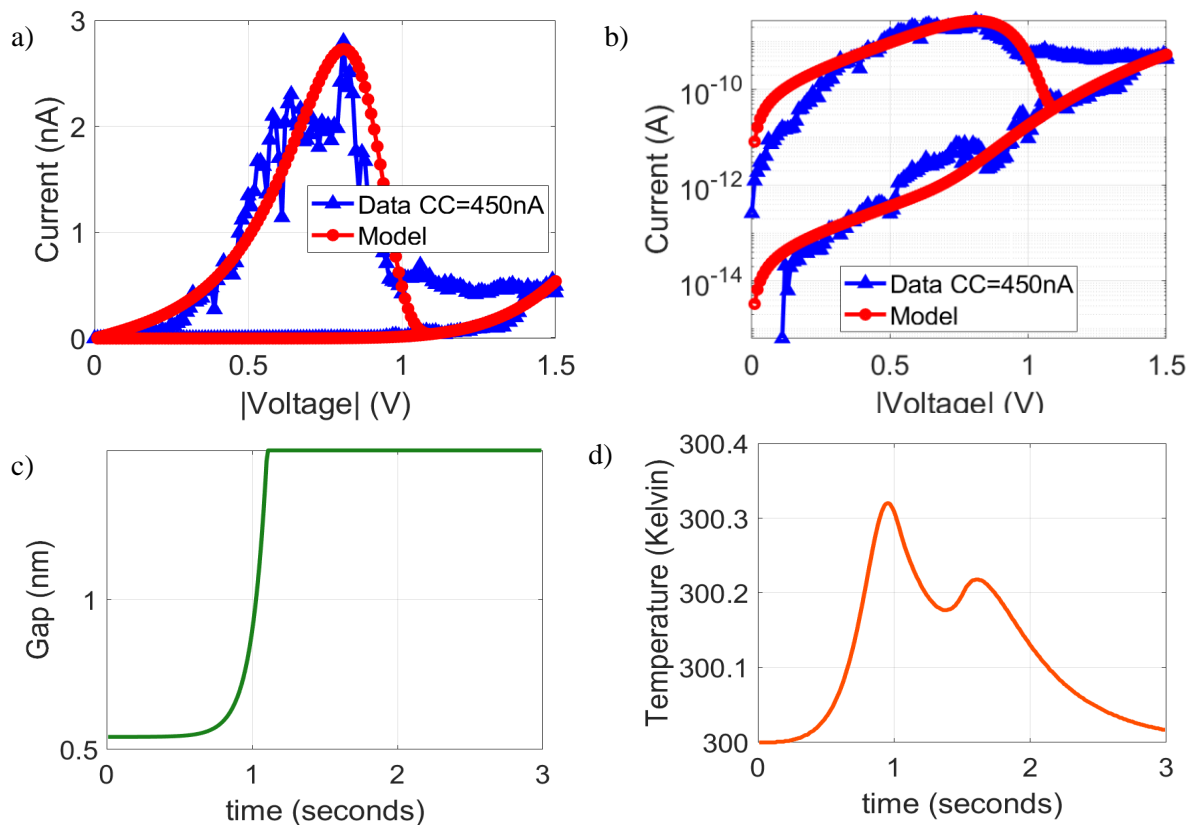 a)
3
2
1
0
Current (nA)
Data CC=450nA
Model
0
0.5
1
1.5
|Voltage| (V)
b)
10⁻¹⁰
10⁻¹²
10⁻¹⁴
Current (A)
Data CC=450nA
Model
0
0.5
1
1.5
|Voltage| (V)
c)
1
0.5
Gap (nm)
0
1
2
3
time (seconds)
d)
300.4
300.3
300.2
300.1
300
Temperature (Kelvin)
0
1
2
3
time (seconds)